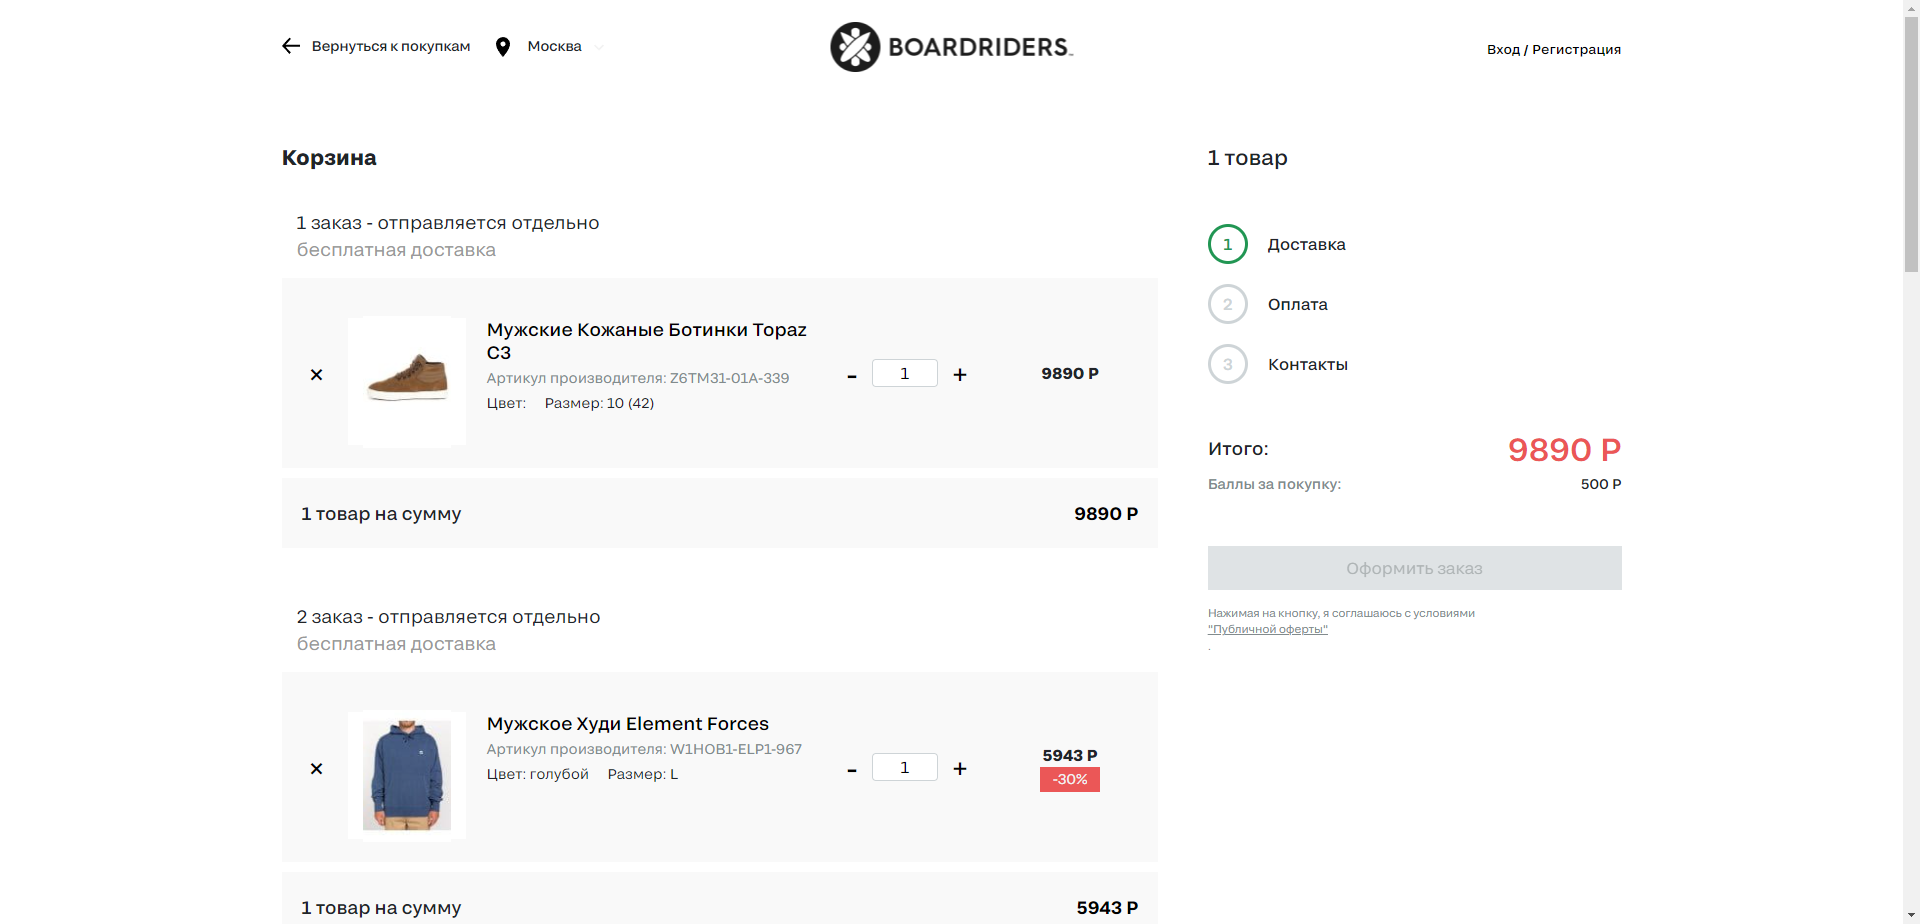 Вернуться к покупкам
Москва
BOARDRIDERS
Вход / Регистрация
Корзина
1 заказ - отправляется отдельно
бесплатная доставка
Мужские Кожаные Ботинки Topaz
C3
Артикул производителя: Z6TM31-01A-339
Цвет: Размер: 10 (42)
- 1 +
9890 Р
1 товар на сумму
9890 Р
2 заказ - отправляется отдельно
бесплатная доставка
Мужское Худи Element Forces
Артикул производителя: W1HOB1-ELP1-967
Цвет: голубой Размер: L
- 1 +
5943 Р
-30%
1 товар на сумму
5943 Р
1 товар
1 Доставка
2 Оплата
3 Контакты
Итого:
9890 Р
Баллы за покупку:
500 Р
Оформить заказ
Нажимая на кнопку, я соглашаюсь с условиями
"Публичной оферты"
.